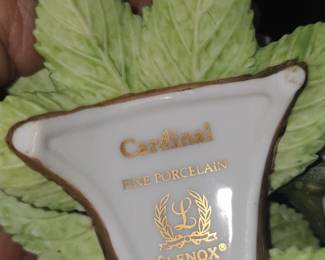 Cardinal
FINE PORCELAIN
L
LENOX®